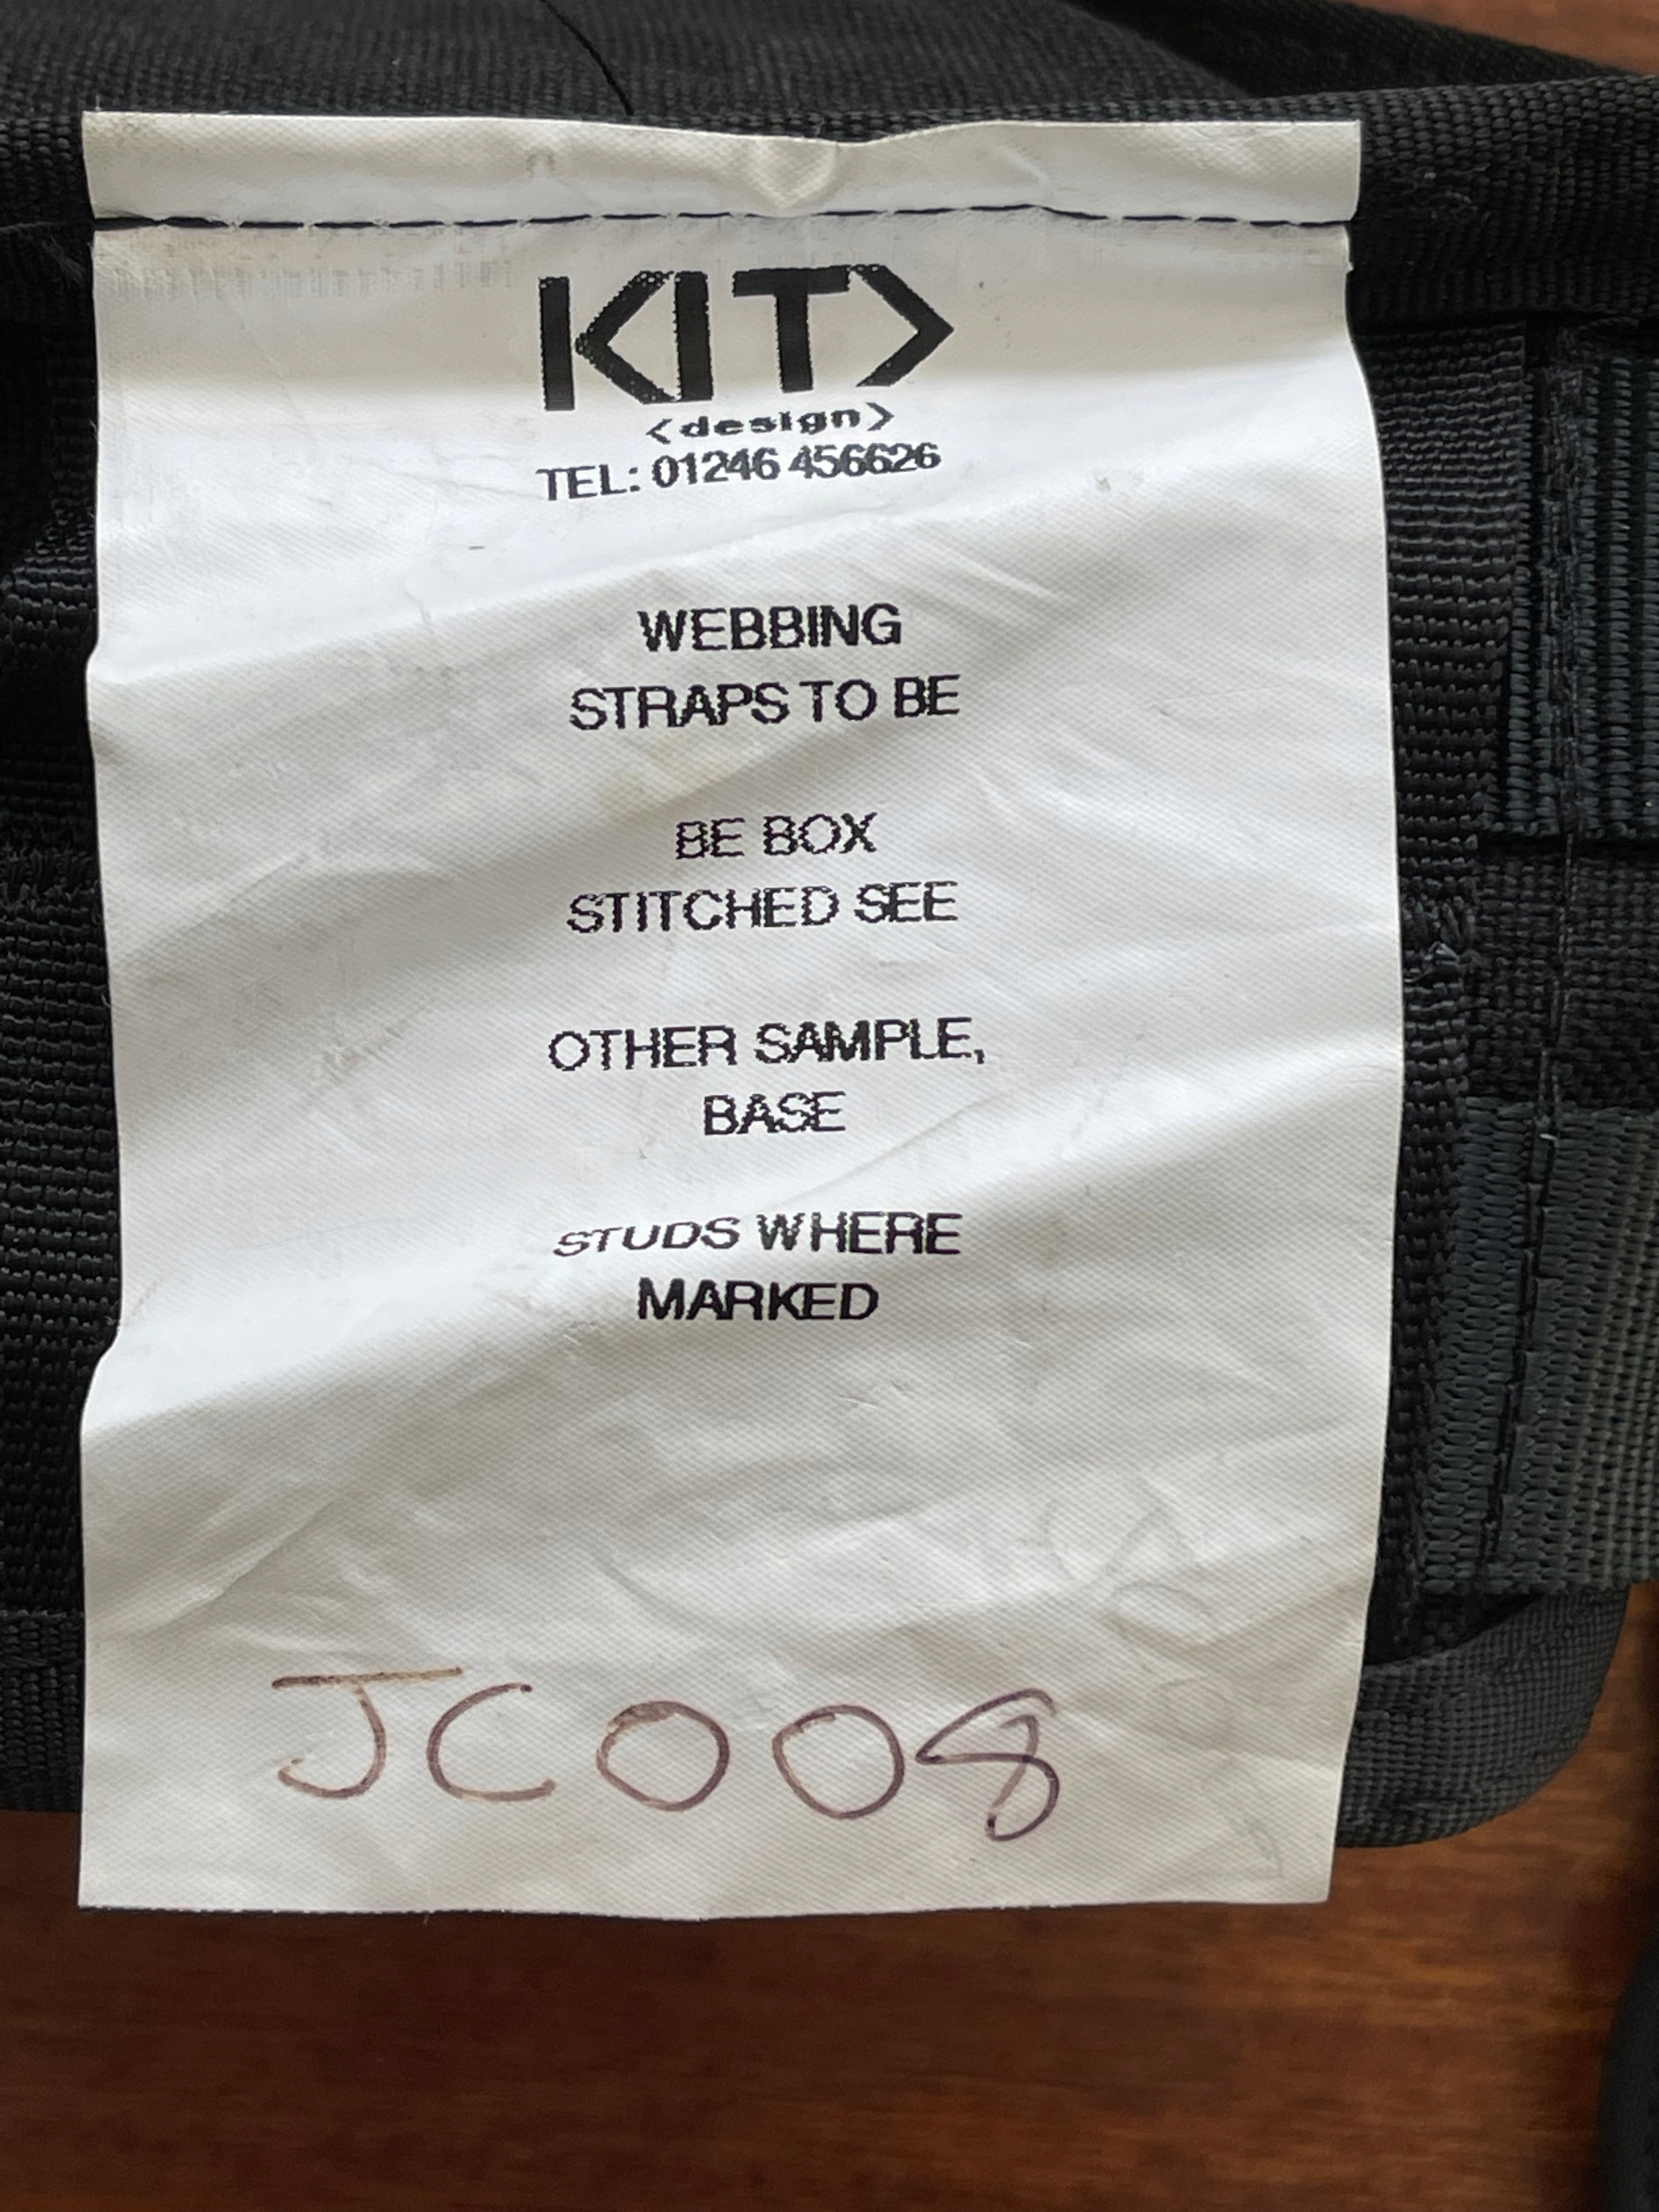 KIT>
<design>
TEL: 01246 456626
WEBBING
STRAPS TO BE
BE BOX
STITCHED SEE
OTHER SAMPLE,
BASE
STUDS WHERE
MARKED
JC008